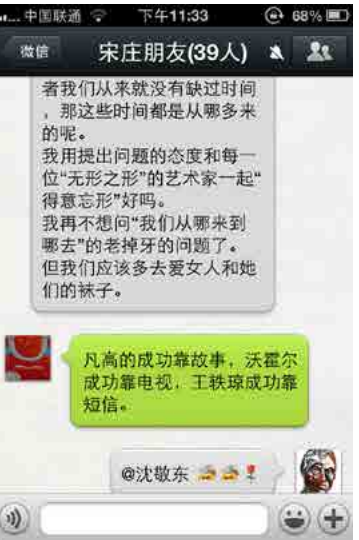 中国联通 下午11:33 68%
微信 宋庄朋友(39人)
者我们从来就没有缺过时间
，那这些时间都是从哪多来
的呢。
我用提出问题的态度和每一
位“无形之形”的艺术家一起“
得意忘形”好吗。
我再不想问“我们从哪来到
哪去”的老掉牙的问题了。
但我们应该多去爱女人和她
们的袜子。
凡高的成功靠故事，沃霍尔
成功靠电视，王轶琼成功靠
短信。
@沈敬东